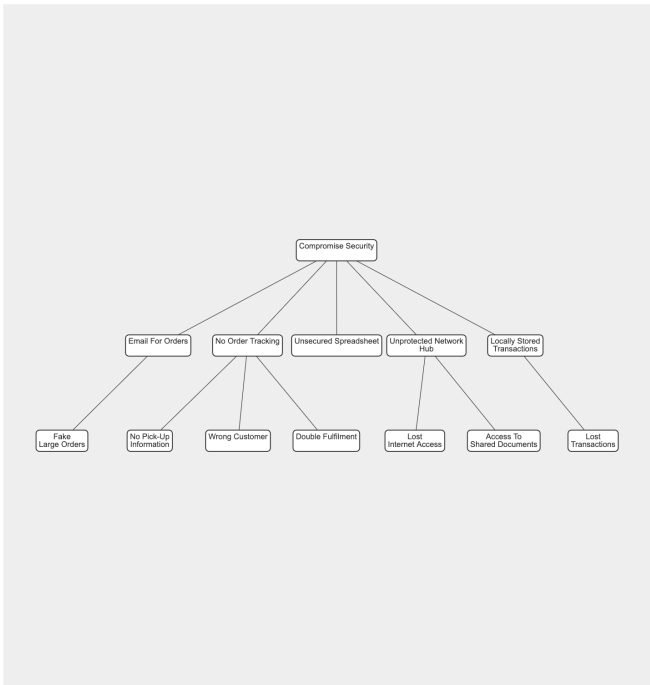 Compromise Security
Email For Orders
No Order Tracking
Unsecured Spreadsheet
Unprotected Network
Hub
Locally Stored
Transactions
Fake
Large Orders
No Pick-Up
Information
Wrong Customer
Double Fulfilment
Lost
Internet Access
Access To
Shared Documents
Lost
Transactions